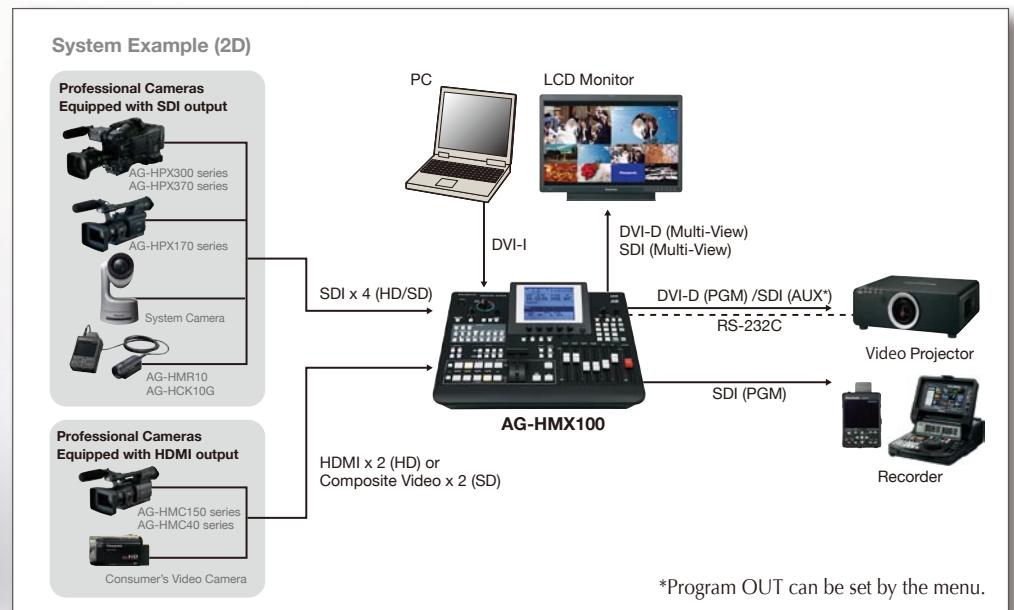 System Example (2D)
Professional Cameras
Equipped with SDI output
AG-HPX300 series
AG-HPX370 series
AG-HPX170 series
System Camera
AG-HMR10
AG-HCK10G
Professional Cameras
Equipped with HDMI output
AG-HMC150 series
AG-HMC40 series
Consumer's Video Camera
PC
LCD Monitor
DVI-I
DVI-D (Multi-View)
SDI (Multi-View)
SDI x 4 (HD/SD)
DVI-D (PGM) /SDI (AUX*)
RS-232C
Video Projector
AG-HMX100
SDI (PGM)
HDMI x 2 (HD) or
Composite Video x 2 (SD)
Recorder
*Program OUT can be set by the menu.